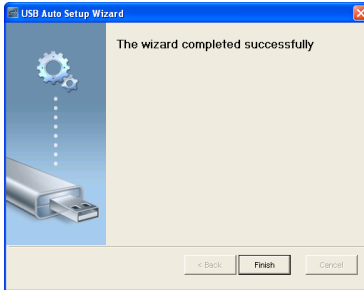 USB Auto Setup Wizard
The wizard completed successfully
< Back Finish Cancel